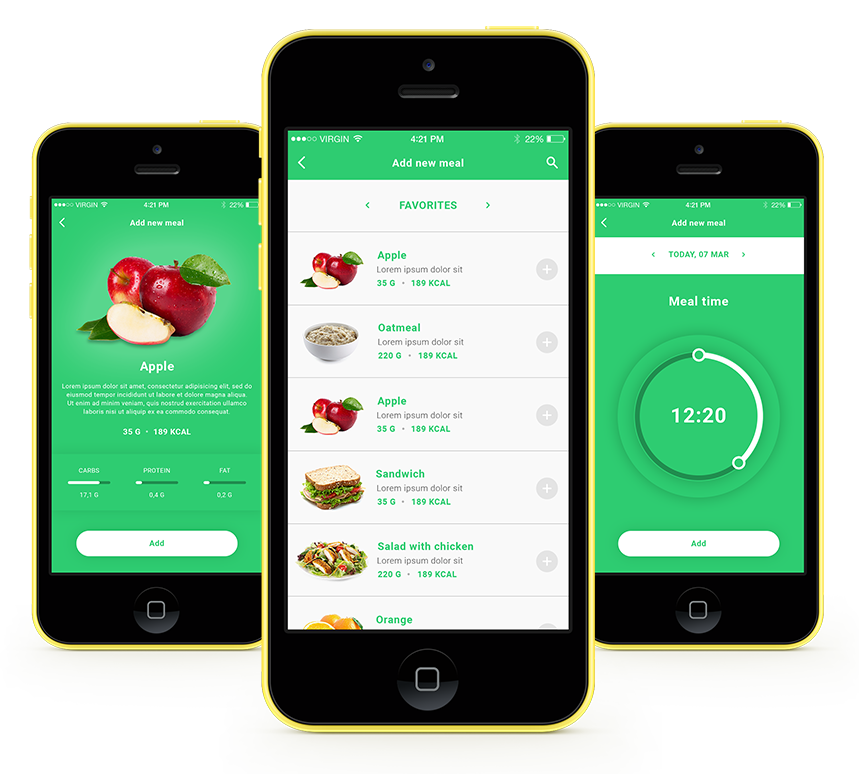 VIRGIN 4:21 PM 22%
Add new meal
Apple
Lorem ipsum dolor sit amet, consectetur adipisicing elit, sed do
eiusmod tempor incididunt ut labore et dolore magna aliqua.
Ut enim ad minim veniam, quis nostrud exercitation ullamco
laboris nisi ut aliquip ex ea commodo consequat.
35 G • 189 KCAL
CARBS PROTEIN FAT
17,1 G 0,4 G 0,2 G
Add
VIRGIN 4:21 PM 22%
Add new meal
FAVORITES
Apple
Lorem ipsum dolor sit
35 G • 189 KCAL
Oatmeal
Lorem ipsum dolor sit
220 G • 189 KCAL
Apple
Lorem ipsum dolor sit
35 G • 189 KCAL
Sandwich
Lorem ipsum dolor sit
35 G • 189 KCAL
Salad with chicken
Lorem ipsum dolor sit
220 G • 189 KCAL
Orange
VIRGIN 4:21 PM 22%
Add new meal
TODAY, 07 MAR
Meal time
12:20
Add